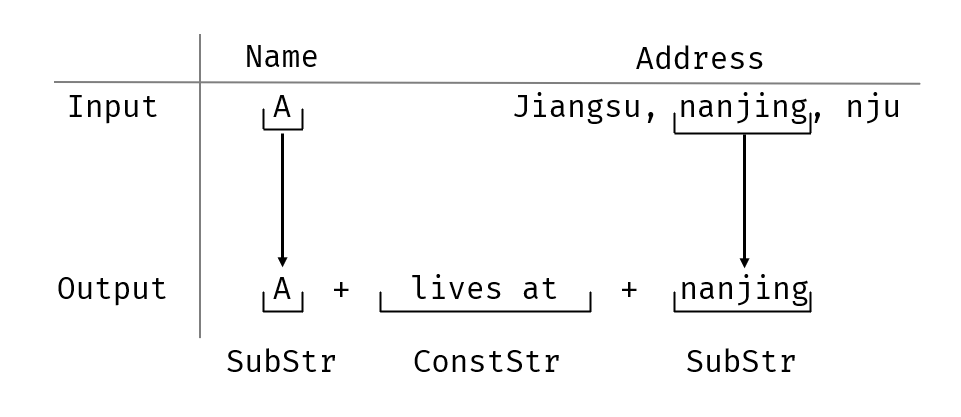 Name Address
Input A Jiangsu, nanjing, nju
Output A + lives at + nanjing
SubStr ConstStr SubStr